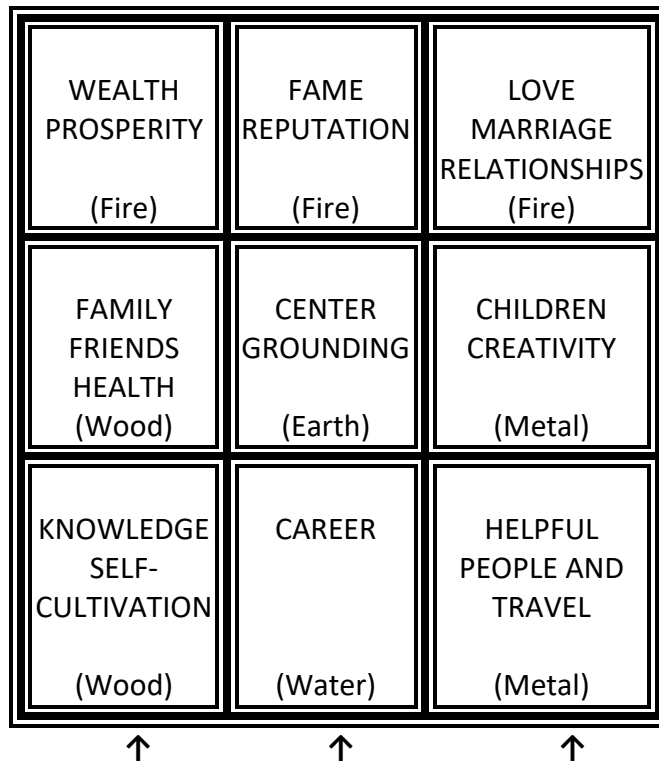 WEALTH
PROSPERITY
(Fire)
FAME
REPUTATION
(Fire)
LOVE
MARRIAGE
RELATIONSHIPS
(Fire)
FAMILY
FRIENDS
HEALTH
(Wood)
CENTER
GROUNDING
(Earth)
CHILDREN
CREATIVITY
(Metal)
KNOWLEDGE
SELF-
CULTIVATION
(Wood)
CAREER
(Water)
HELPFUL
PEOPLE AND
TRAVEL
(Metal)
↑ ↑ ↑